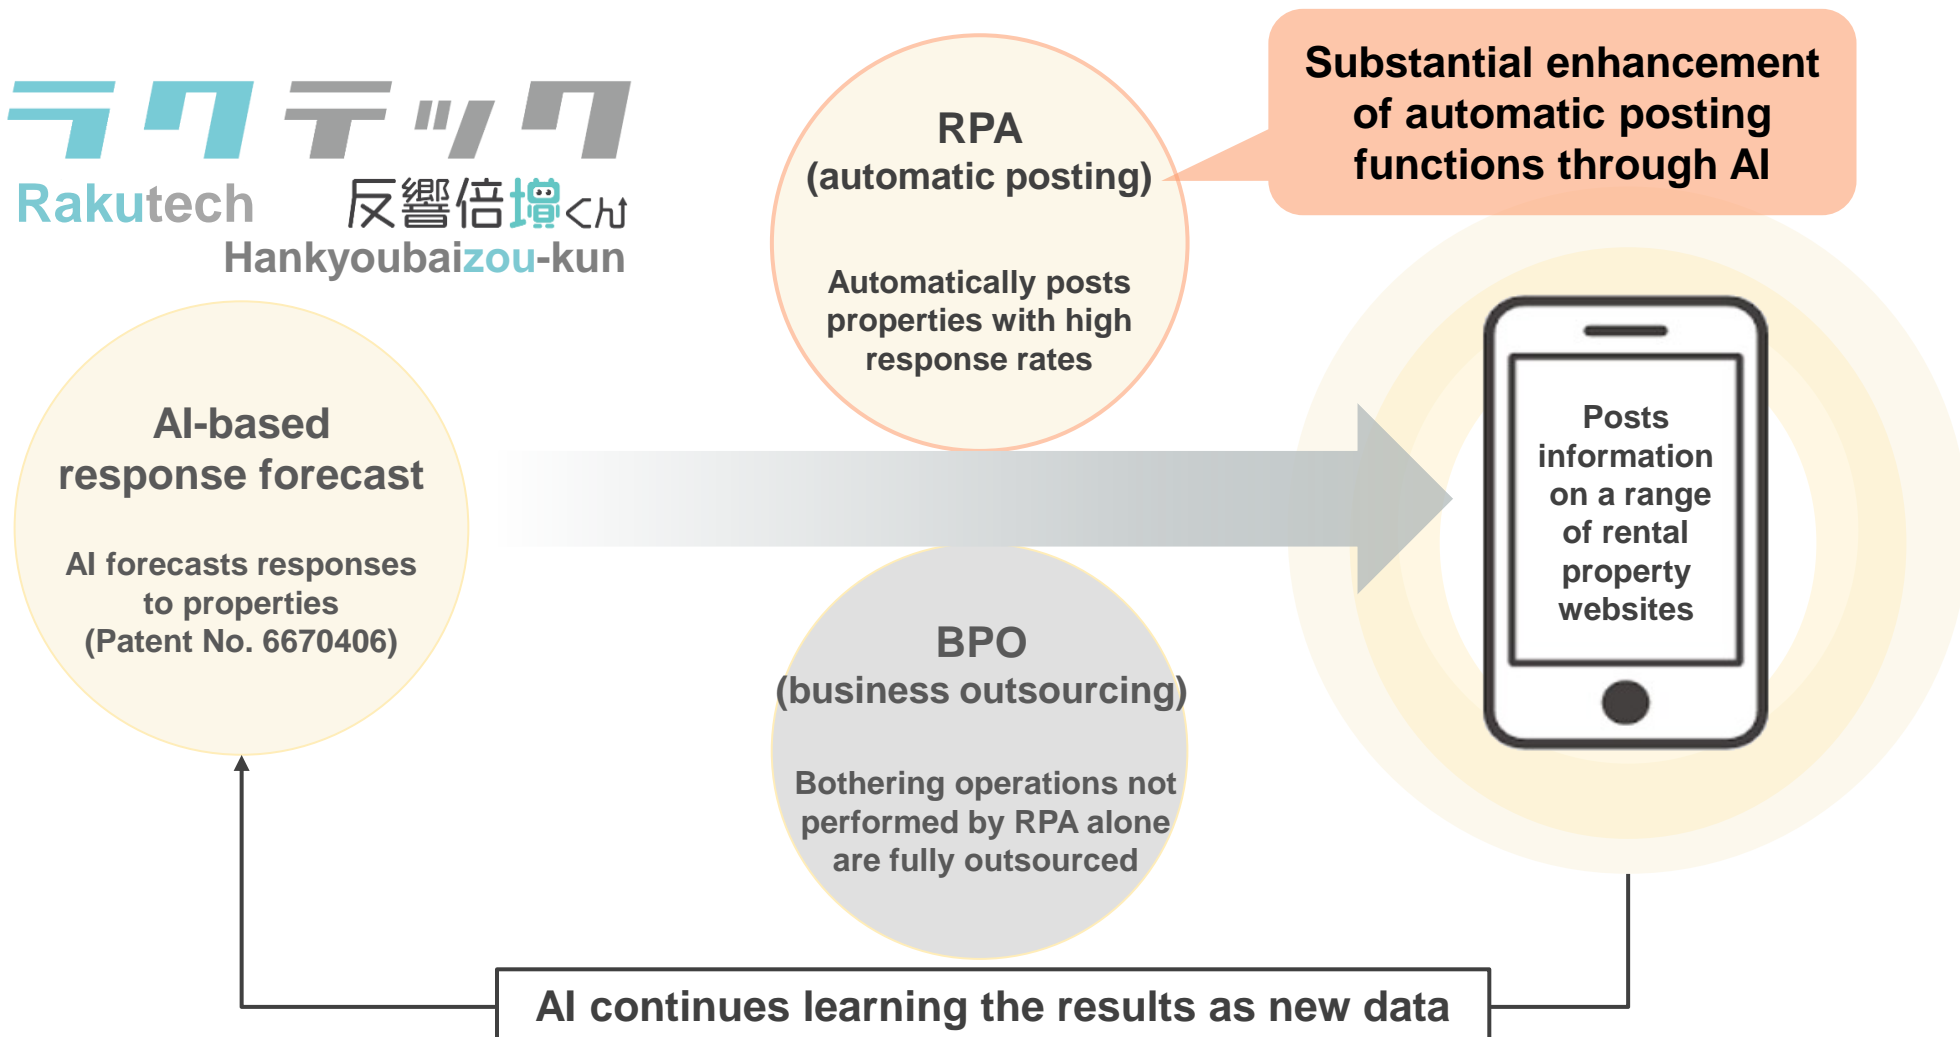 ラクテック
Rakutech
反響倍増くん
Hankyoubaizou-kun
AI-based
response forecast
AI forecasts responses
to properties
(Patent No. 6670406)
RPA
(automatic posting)
Automatically posts
properties with high
response rates
Substantial enhancement
of automatic posting
functions through AI
BPO
(business outsourcing)
Bothering operations not
performed by RPA alone
are fully outsourced
Posts
information
on a range
of rental
property
websites
AI continues learning the results as new data